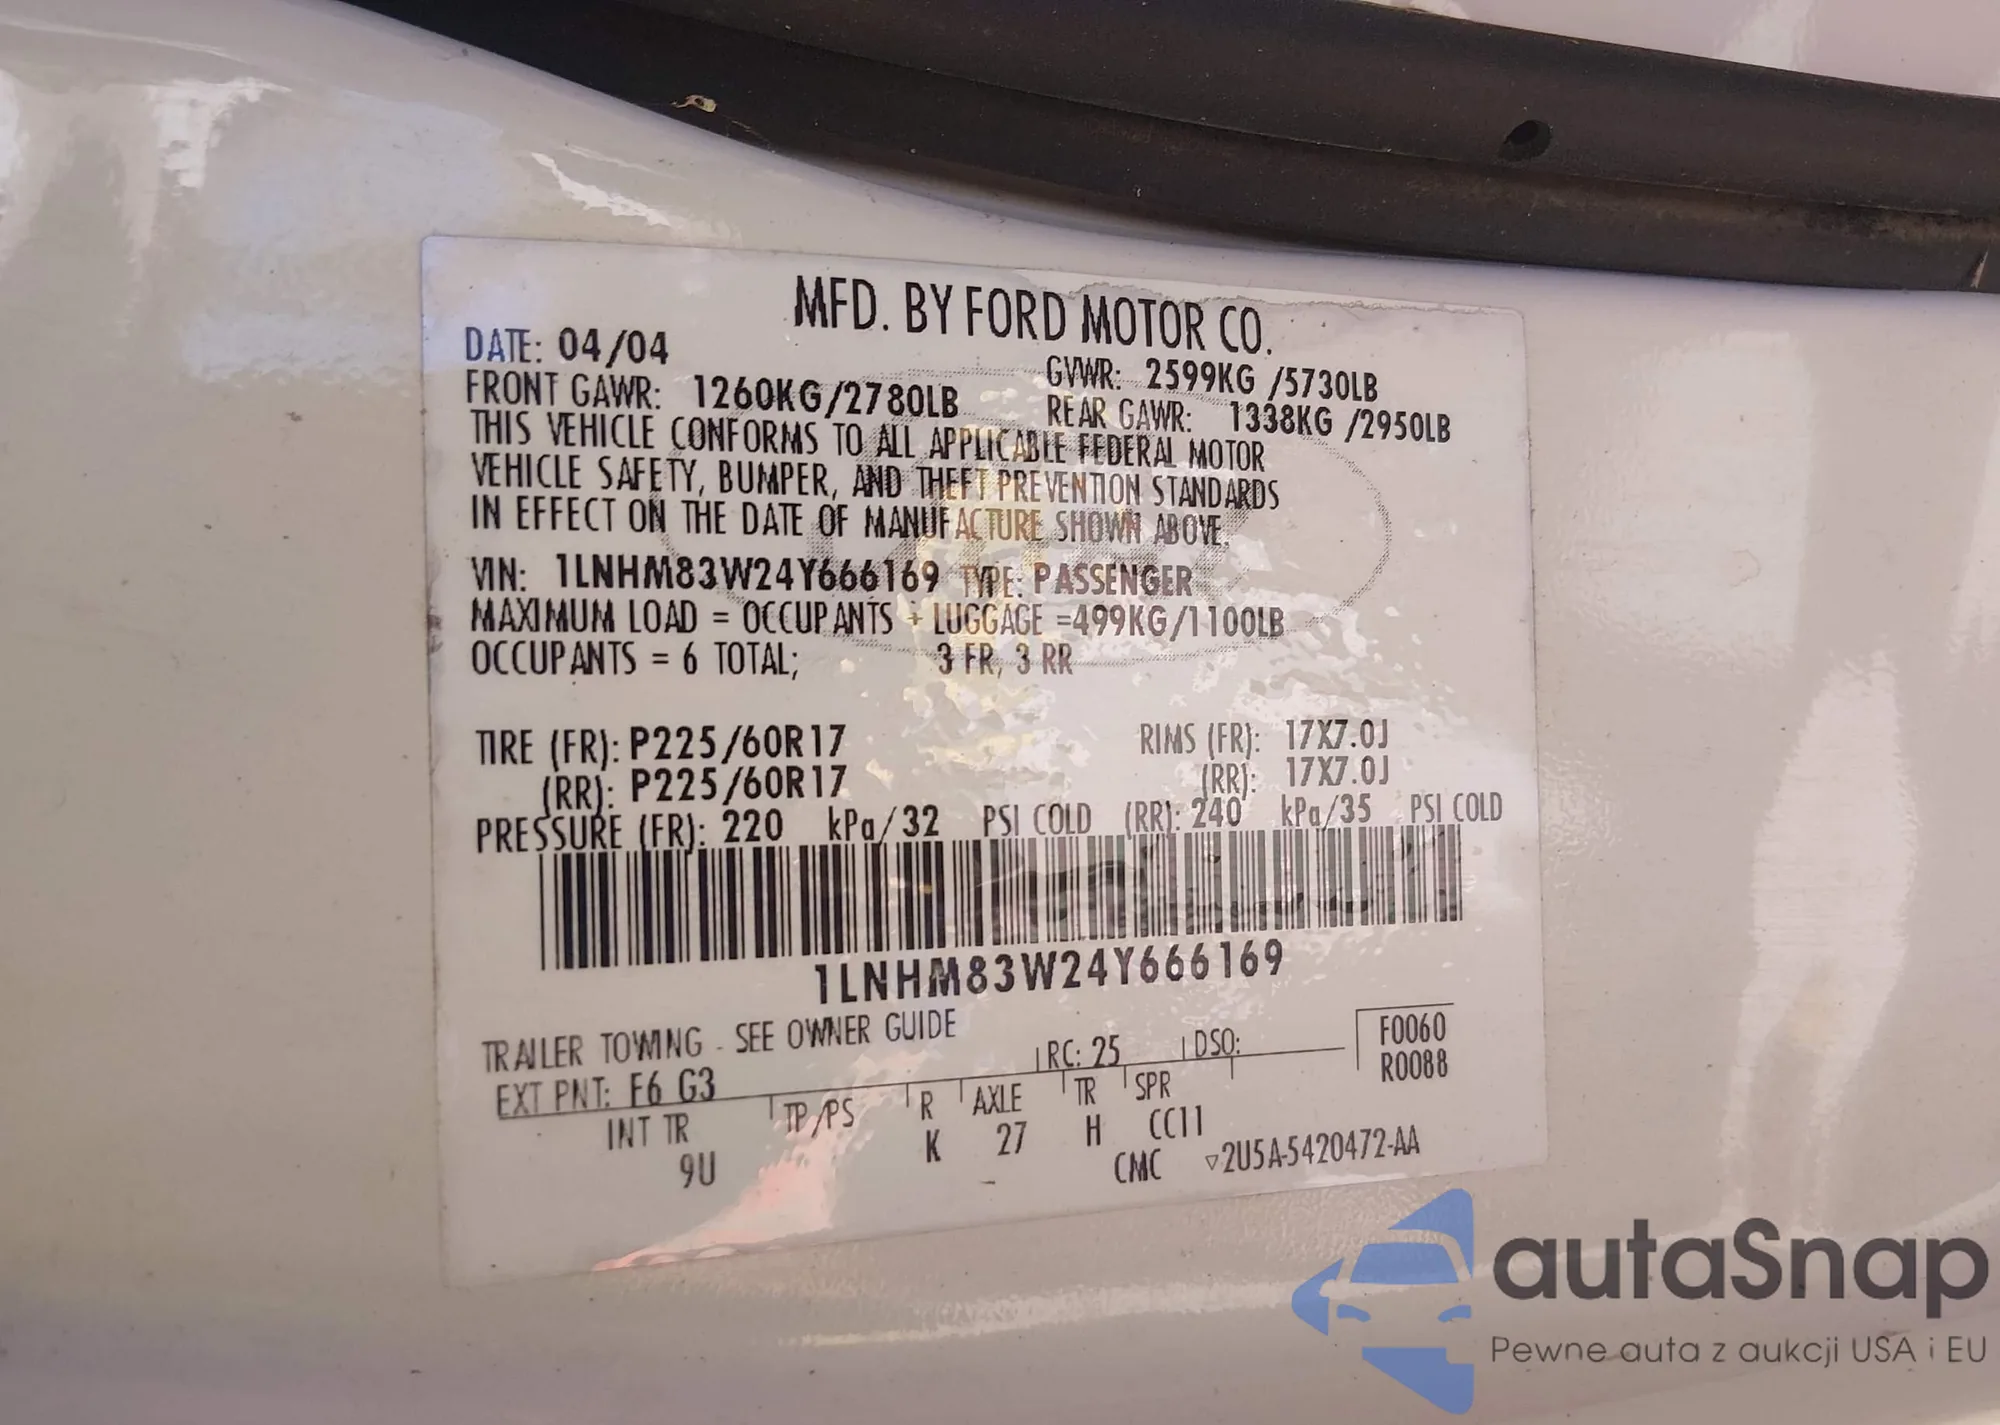 MFD. BY FORD MOTOR CO.
DATE: 04/04
GVWR: 2599KG /5730LB
FRONT GAWR: 1260KG/2780LB
REAR GAWR: 1338KG /2950LB
THIS VEHICLE CONFORMS TO ALL APPLICABLE FEDERAL MOTOR
VEHICLE SAFETY, BUMPER, AND THEFT PREVENTION STANDARDS
IN EFFECT ON THE DATE OF MANUFACTURE SHOWN ABOVE.
VIN: 1LNHM83W24Y666169 TYPE: PASSENGER
MAXIMUM LOAD = OCCUPANTS + LUGGAGE =499KG/1100LB
OCCUPANTS = 6 TOTAL; 3 FR, 3 RR
TIRE (FR): P225/60R17 RIMS (FR): 17X7.0J
(RR): P225/60R17 (RR): 17X7.0J
PRESSURE (FR): 220 kPa/32 PSI COLD (RR): 240 kPa/35 PSI COLD
1LNHM83W24Y666169
TRAILER TOWING - SEE OWNER GUIDE
F0060
EXT PNT: F6 G3 RC: 25 DSO: R0088
INT TR TP/PS R AXLE TR SPR
9U K 27 H CC11
CMC ▽2U5A-5420472-AA
autaSnap
Pewne auta z aukcji USA i EU